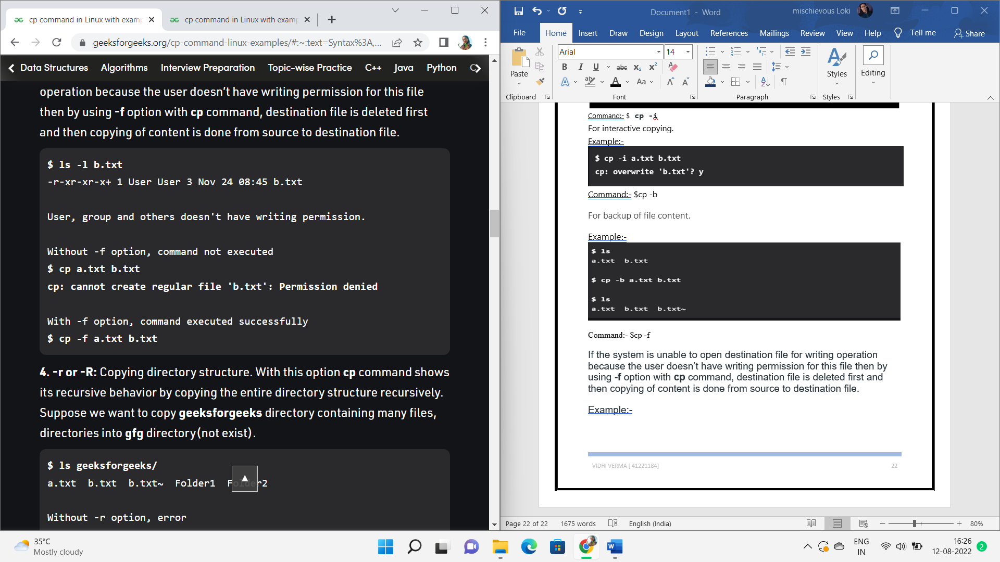 cp command in Linux with examp
cp command in Linux with examp
geeksforgeeks.org/cp-command-linux-examples/#:~:text=Syntax%3A,...
Data Structures Algorithms Interview Preparation Topic-wise Practice C++ Java Python
operation because the user doesn’t have writing permission for this file
then by using -f option with cp command, destination file is deleted first
and then copying of content is done from source to destination file.
$ ls -l b.txt
-r-xr-xr-x+ 1 User User 3 Nov 24 08:45 b.txt
User, group and others doesn't have writing permission.
Without -f option, command not executed
$ cp a.txt b.txt
cp: cannot create regular file 'b.txt': Permission denied
With -f option, command executed successfully
$ cp -f a.txt b.txt
4. -r or -R: Copying directory structure. With this option cp command shows
its recursive behavior by copying the entire directory structure recursively.
Suppose we want to copy geeksforgeeks directory containing many files,
directories into gfg directory(not exist).
$ ls geeksforgeeks/
a.txt b.txt b.txt~ Folder1 Folder2
Without -r option, error
Document1 - Word
mischievous Loki
File Home Insert Draw Design Layout References Mailings Review View Help Tell me Share
Paste
Clipboard
Arial 14
B I U abc X₂ X²
A ab A Aa A A
Font
Paragraph
Styles
Styles
Editing
Command:- $ cp -i
For interactive copying.
Example:-
$ cp -i a.txt b.txt
cp: overwrite 'b.txt'? y
Command:- $cp -b
For backup of file content.
Example:-
$ ls
a.txt b.txt
$ cp -b a.txt b.txt
$ ls
a.txt b.txt b.txt~
Command:- $cp -f
If the system is unable to open destination file for writing operation
because the user doesn’t have writing permission for this file then by
using -f option with cp command, destination file is deleted first and
then copying of content is done from source to destination file.
Example:-
VIDHI VERMA [ 41221184] 22
Page 22 of 22 1675 words English (India) 80%
35°C
Mostly cloudy
ENG
IN
16:26
12-08-2022
2